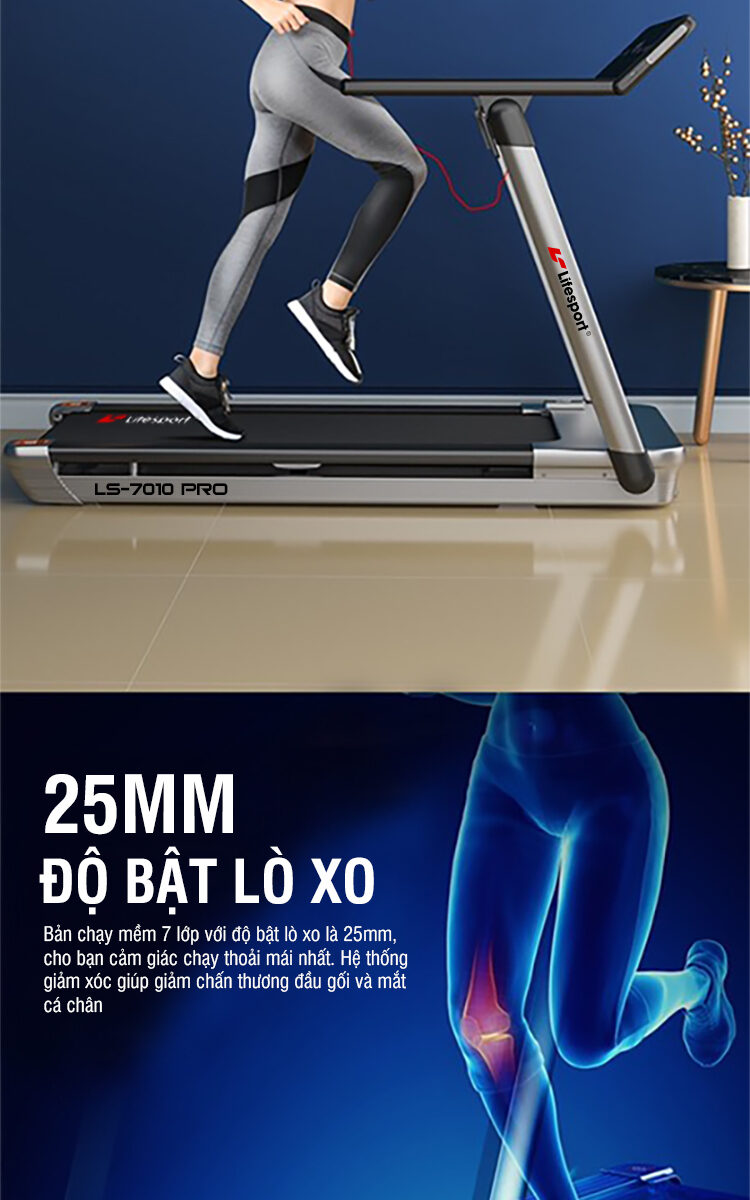 Lifesport®
Lifesport
LS-7010 PRO
25MM
ĐỘ BẬT LÒ XO
Bản chạy mềm 7 lớp với độ bật lò xo là 25mm,
cho bạn cảm giác chạy thoải mái nhất. Hệ thống
giảm xóc giúp giảm chấn thương đầu gối và mắt
cá chân